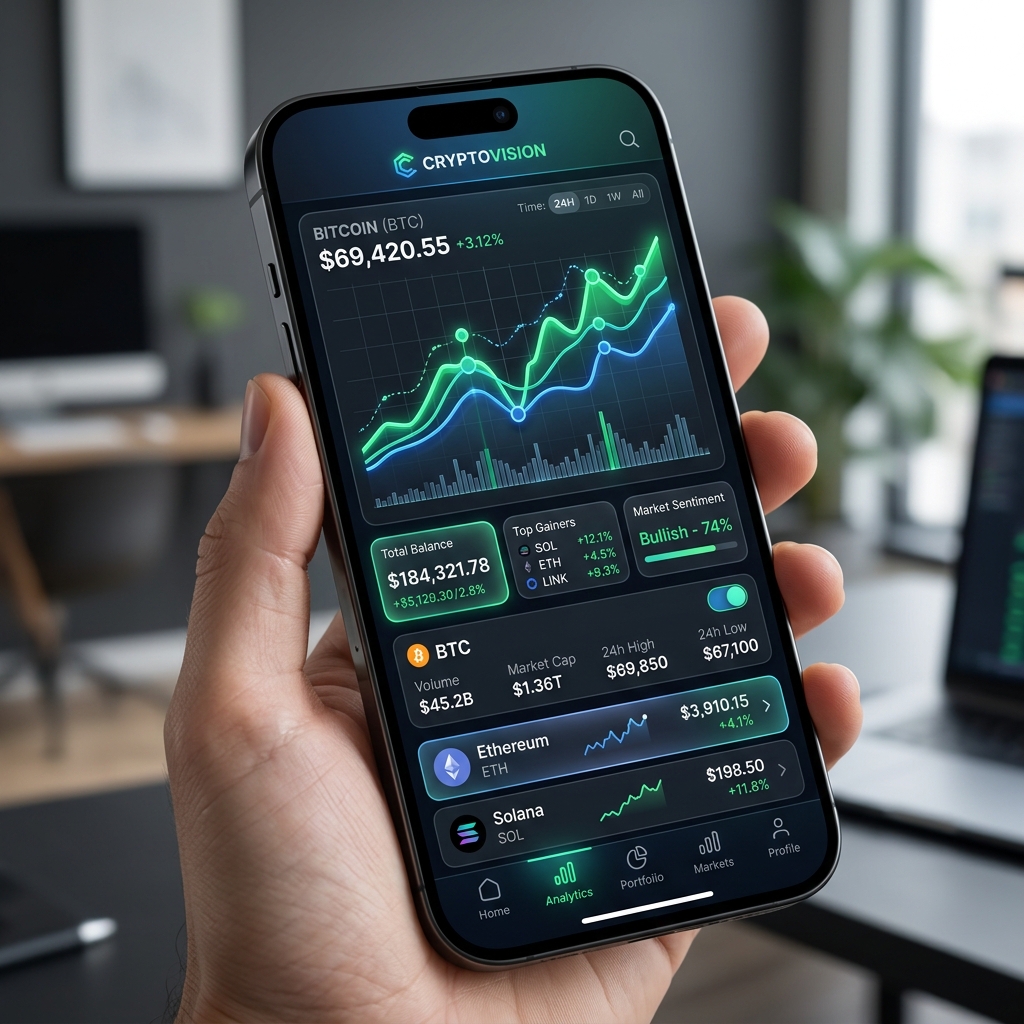 CRYPTOVISION
Time: 24H 1D 1W All
BITCOIN (BTC)
$69,420.55 +3.12%
Total Balance
$184,321.78
+$5,129.30/2.8%
Top Gainers
SOL +12.1%
ETH +4.5%
LINK +9.3%
Market Sentiment
Bullish - 74%
BTC
Volume
$45.2B
Market Cap
$1.36T
24h High
$69,850
24h Low
$67,100
Ethereum
ETH
$3,910.15
+4.1%
Solana
SOL
$198.50
+11.8%
Home
Analytics
Portfolio
Markets
Profile